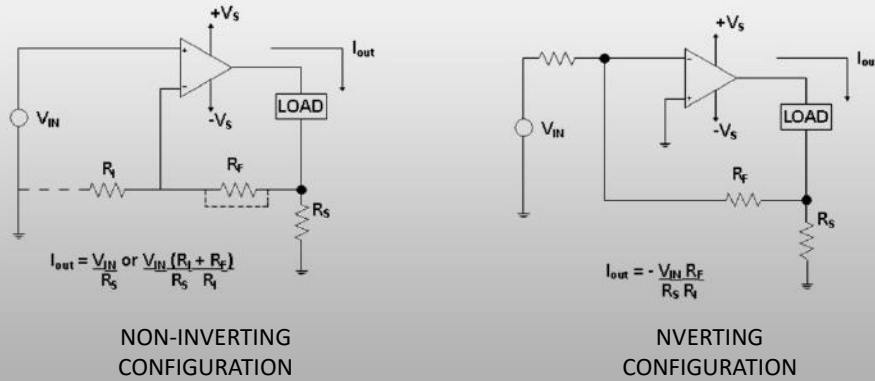 +Vs
Iout
+
-
LOAD
-Vs
VIN
RI
RF
RS
Iout = VIN or VIN (RI + RF)
RS RS RI
NON-INVERTING
CONFIGURATION
+Vs
Iout
-
+
LOAD
-Vs
VIN
RF
RS
Iout = - VIN RF
RS RI
NVERTING
CONFIGURATION